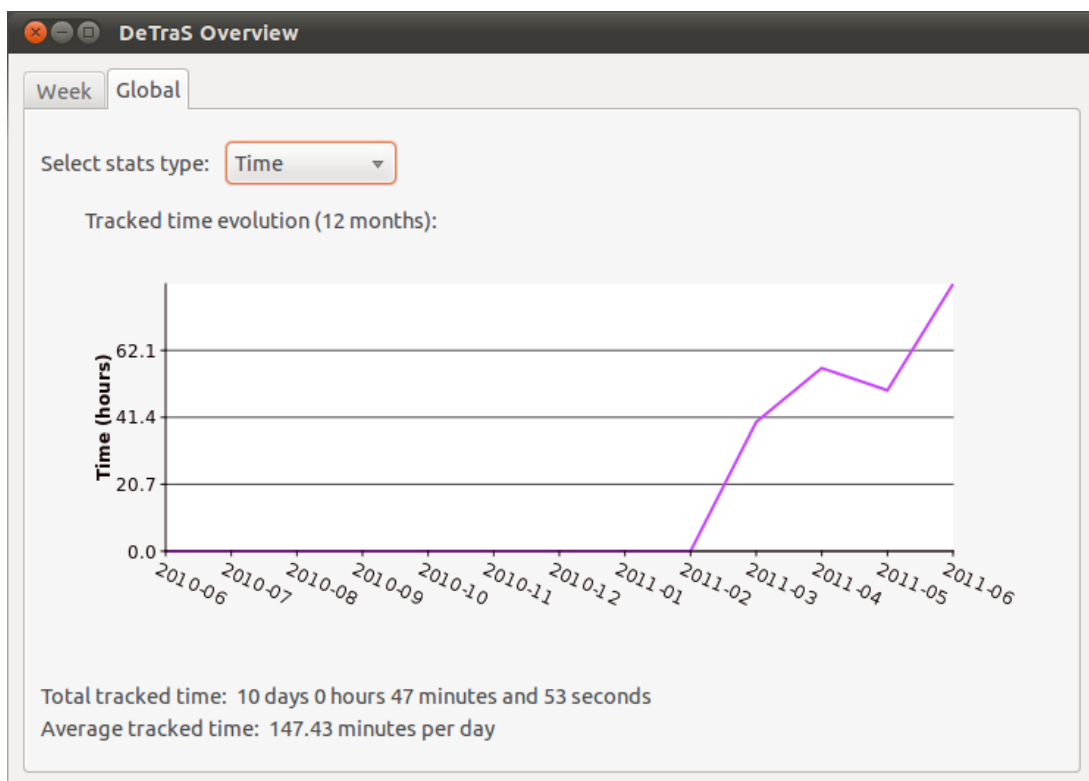 DeTraS Overview
Week Global
Select stats type: Time
Tracked time evolution (12 months):
Time (hours)
62.1
41.4
20.7
0.0
2010-06 2010-07 2010-08 2010-09 2010-10 2010-11 2010-12 2011-01 2011-02 2011-03 2011-04 2011-05 2011-06
Total tracked time: 10 days 0 hours 47 minutes and 53 seconds
Average tracked time: 147.43 minutes per day